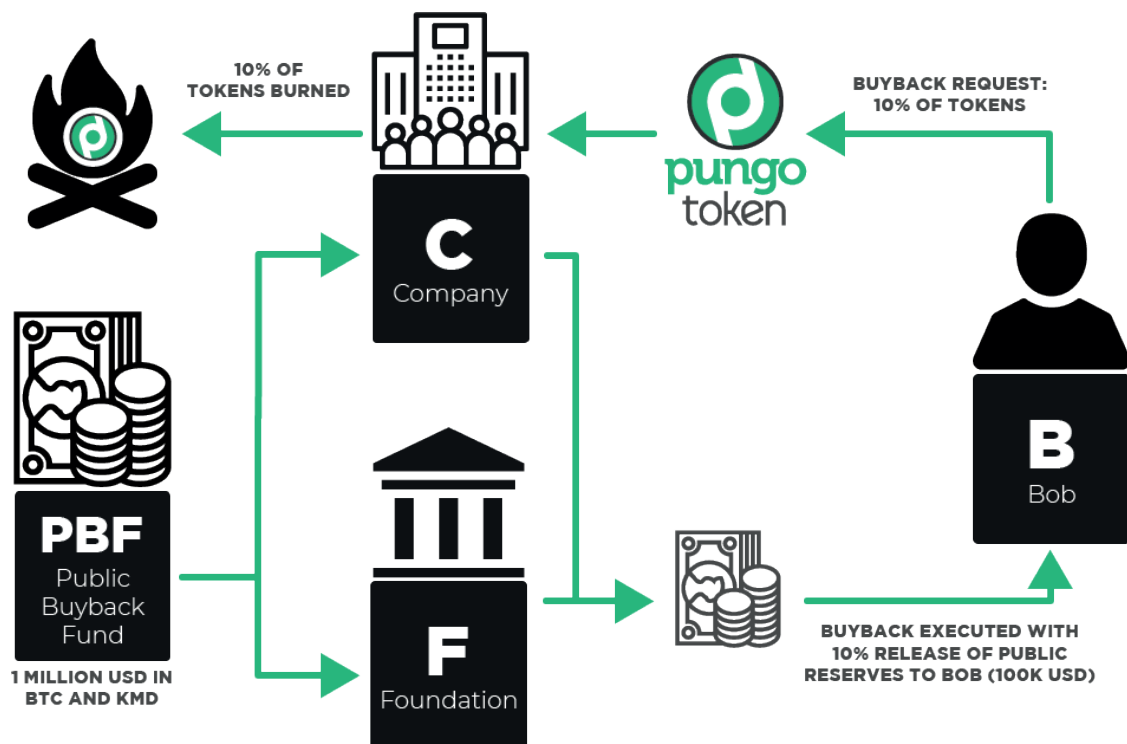 10% OF
TOKENS BURNED
BUYBACK REQUEST:
10% OF TOKENS
pungo
token
C
Company
B
Bob
PBF
Public
Buyback
Fund
1 MILLION USD IN
BTC AND KMD
F
Foundation
BUYBACK EXECUTED WITH
10% RELEASE OF PUBLIC
RESERVES TO BOB (100K USD)